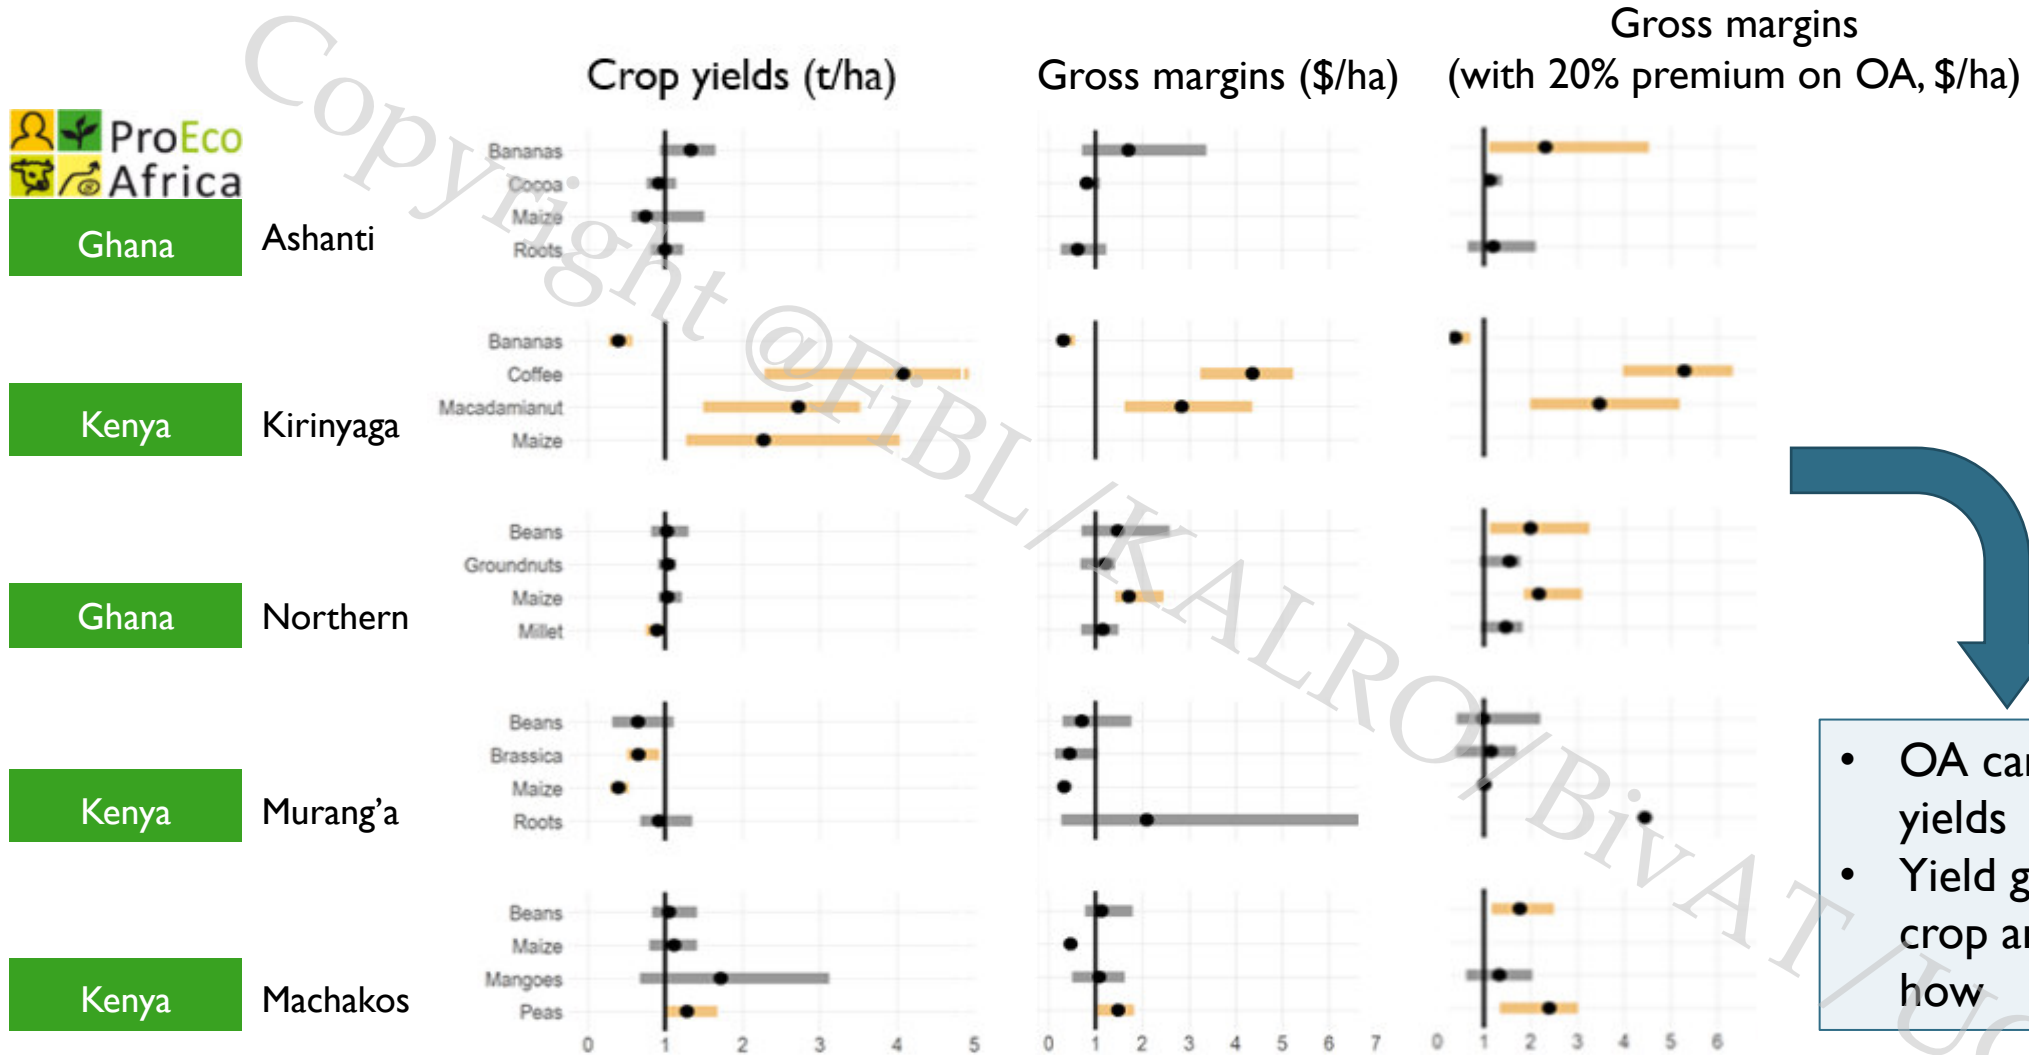 Crop yields (t/ha)
Gross margins ($/ha)
Gross margins
(with 20% premium on OA, $/ha)
ProEco
Africa
Ghana
Ashanti
Bananas
Cocoa
Maize
Roots
Kenya
Kirinyaga
Bananas
Coffee
Macadamianut
Maize
Ghana
Northern
Beans
Groundnuts
Maize
Millet
Kenya
Murang’a
Beans
Brassica
Maize
Roots
Kenya
Machakos
Beans
Maize
Mangoes
Peas
0 1 2 3 4 5
0 1 2 3 4 5 6 7
0 1 2 3 4 5 6
• OA
yields
• Yield
crop
how
Copyright @FiBL/KALRO/BivAT/